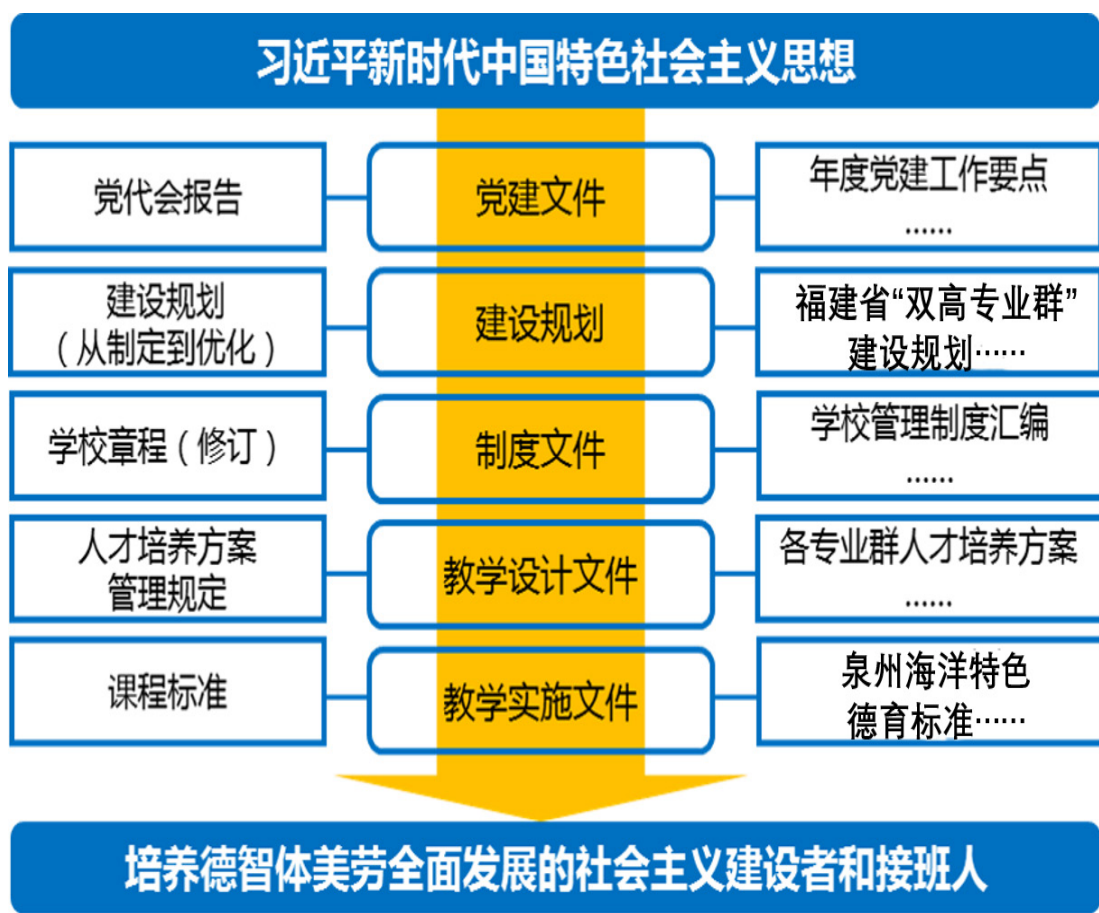 习近平新时代中国特色社会主义思想
党代会报告
党建文件
年度党建工作要点
......
建设规划
（从制定到优化）
建设规划
福建省“双高专业群”
建设规划……
学校章程（修订）
制度文件
学校管理制度汇编
......
人才培养方案
管理规定
教学设计文件
各专业群人才培养方案
......
课程标准
教学实施文件
泉州海洋特色
德育标准……
培养德智体美劳全面发展的社会主义建设者和接班人